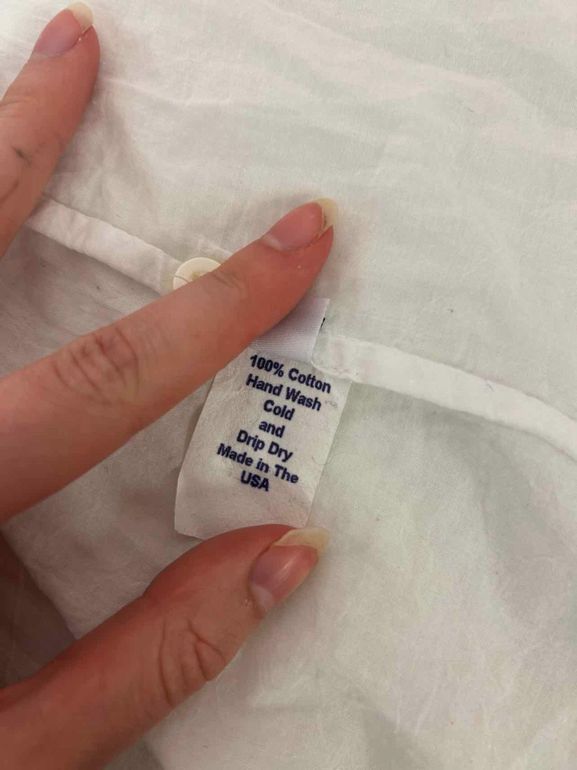 100% Cotton
Hand Wash
Cold
and
Drip Dry
Made in The
USA